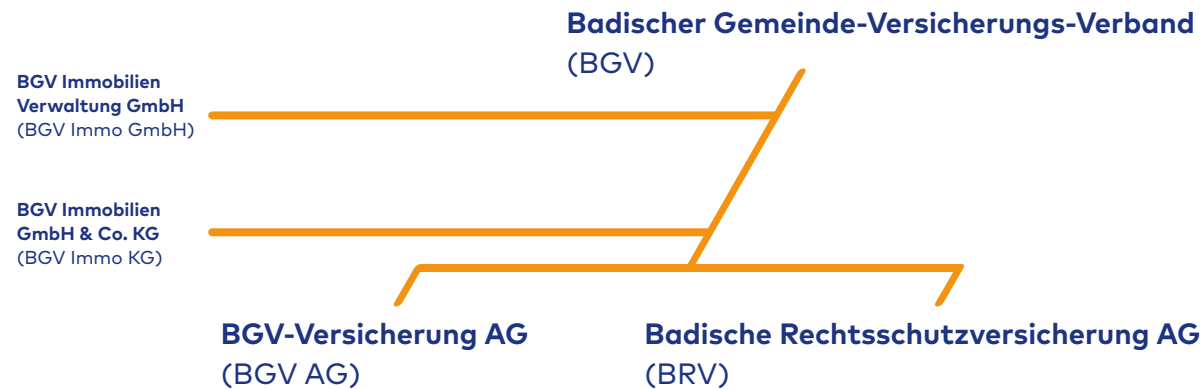 Badischer Gemeinde-Versicherungs-Verband
(BGV)
BGV Immobilien
Verwaltung GmbH
(BGV Immo GmbH)
BGV Immobilien
GmbH & Co. KG
(BGV Immo KG)
BGV-Versicherung AG
(BGV AG)
Badische Rechtsschutzversicherung AG
(BRV)